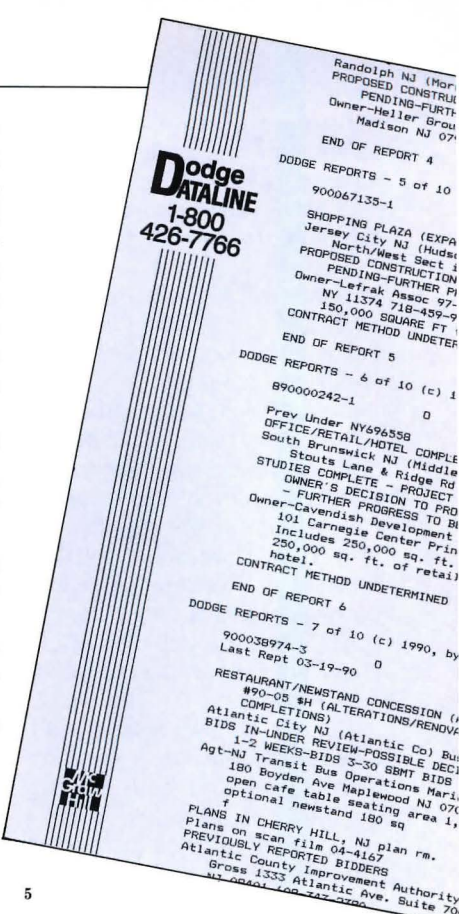 Dodge
DATALINE
1-800
426-7766
Mc
Graw
Hill
Randolph NJ (Mor
PROPOSED CONSTRU
PENDING-FURTH
Owner-Heller Grou
Madison NJ 07
END OF REPORT 4
DODGE REPORTS - 5 of 10
900067135-1
SHOPPING PLAZA (EXPA
Jersey City NJ (Huds
North/West Sect i
PROPOSED CONSTRUCTION
PENDING-FURTHER P
Owner-Lefrak Assoc 97-
NY 11374 718-459-9
150,000 SQUARE FT
CONTRACT METHOD UNDETER
END OF REPORT 5
DODGE REPORTS - 6 of 10 (c) 1
890000242-1 0
Prev Under NY696558
OFFICE/RETAIL/HOTEL COMPLE
South Brunswick NJ (Middle
Stouts Lane & Ridge Rd
STUDIES COMPLETE - PROJECT
OWNER'S DECISION TO PRO
- FURTHER PROGRESS TO B
Owner-Cavendish Development
101 Carnegie Center Prin
Includes 250,000 sq. ft.
250,000 sq. ft. of retail
hotel.
CONTRACT METHOD UNDETERMINED
END OF REPORT 6
DODGE REPORTS - 7 of 10 (c) 1990, by
900038974-3 0
Last Rept 03-19-90
RESTAURANT/NEWSTAND CONCESSION (
#90-05 $H (ALTERATIONS/RENOVA
COMPLETIONS)
Atlantic City NJ (Atlantic Co) Bus
BIDS IN-UNDER REVIEW-POSSIBLE DECI
1-2 WEEKS-BIDS 3-30 SBMT BIDS
Agt-NJ Transit Bus Operations Mari
180 Boyden Ave Maplewood NJ 070
open cafe table seating area 1,
optional newstand 180 sq
f
PLANS IN CHERRY HILL, NJ plan rm.
Plans on scan film 04-4167
PREVIOUSLY REPORTED BIDDERS
Atlantic County Improvement Authority
Gross 1333 Atlantic Ave. Suite 70
5